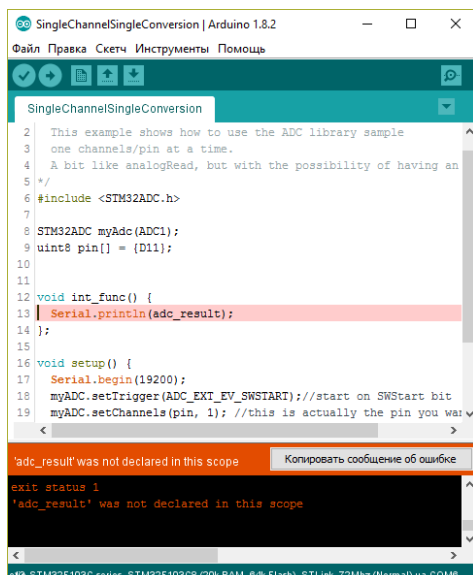 SingleChannelSingleConversion | Arduino 1.8.2
Файл Правка Скетч Инструменты Помощь
SingleChannelSingleConversion
2 This example shows how to use the ADC library sample
3 one channels/pin at a time.
4 A bit like analogRead, but with the possibility of having an
5 */
6 #include <STM32ADC.h>
7
8 STM32ADC myAdc(ADC1);
9 uint8 pin[] = {D11};
10
11
12 void int_func() {
13 Serial.println(adc_result);
14 };
15
16 void setup() {
17 Serial.begin(19200);
18 myADC.setTrigger(ADC_EXT_EV_SWSTART);//start on SWStart bit
19 myADC.setChannels(pin, 1); //this is actually the pin you
'adc_result' was not declared in this scope
Копировать сообщение об ошибке
exit status 1
'adc_result' was not declared in this scope